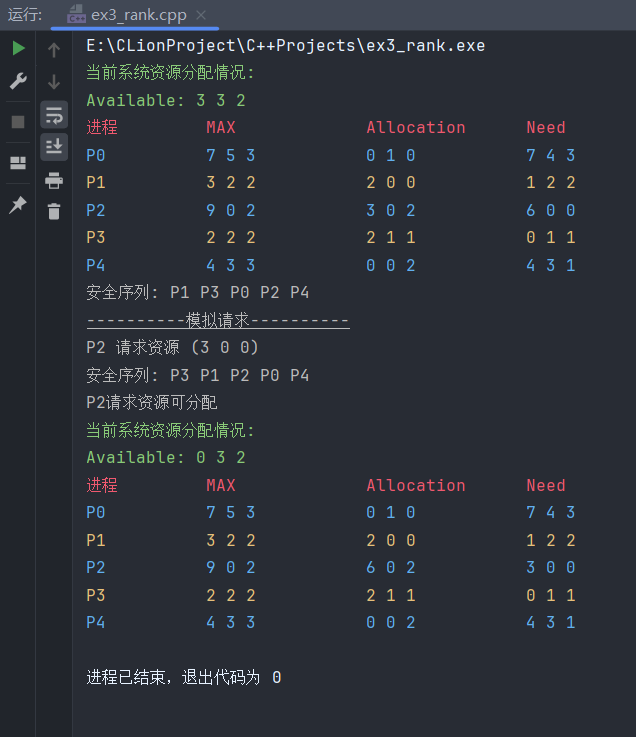 运行: ex3_rank.cpp
E:\CLionProject\C++Projects\ex3_rank.exe
当前系统资源分配情况:
Available: 3 3 2
进程 MAX Allocation Need
P0 7 5 3 0 1 0 7 4 3
P1 3 2 2 2 0 0 1 2 2
P2 9 0 2 3 0 2 6 0 0
P3 2 2 2 2 1 1 0 1 1
P4 4 3 3 0 0 2 4 3 1
安全序列: P1 P3 P0 P2 P4
----------模拟请求----------
P2 请求资源 (3 0 0)
安全序列: P3 P1 P2 P0 P4
P2请求资源可分配
当前系统资源分配情况:
Available: 0 3 2
进程 MAX Allocation Need
P0 7 5 3 0 1 0 7 4 3
P1 3 2 2 2 0 0 1 2 2
P2 9 0 2 6 0 2 3 0 0
P3 2 2 2 2 1 1 0 1 1
P4 4 3 3 0 0 2 4 3 1
进程已结束，退出代码为 0